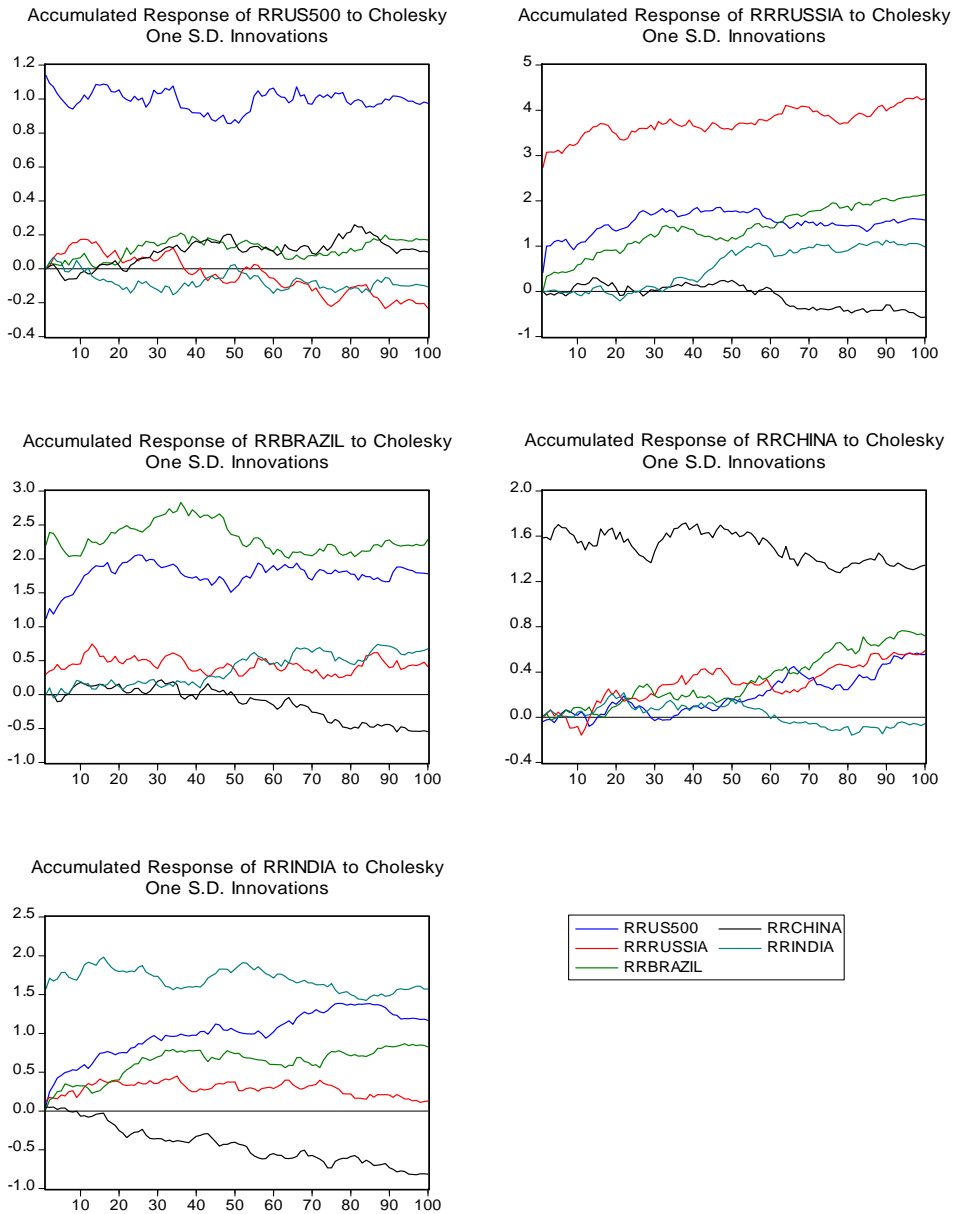 Accumulated Response of RRUS500 to Cholesky
One S.D. Innovations
1.2
1.0
0.8
0.6
0.4
0.2
0.0
-0.2
-0.4
10 20 30 40 50 60 70 80 90 100
Accumulated Response of RRRUSSIA to Cholesky
One S.D. Innovations
5
4
3
2
1
0
-1
10 20 30 40 50 60 70 80 90 100
Accumulated Response of RRBRAZIL to Cholesky
One S.D. Innovations
3.0
2.5
2.0
1.5
1.0
0.5
0.0
-0.5
-1.0
10 20 30 40 50 60 70 80 90 100
Accumulated Response of RRCHINA to Cholesky
One S.D. Innovations
2.0
1.6
1.2
0.8
0.4
0.0
-0.4
10 20 30 40 50 60 70 80 90 100
Accumulated Response of RRINDIA to Cholesky
One S.D. Innovations
2.5
2.0
1.5
1.0
0.5
0.0
-0.5
-1.0
10 20 30 40 50 60 70 80 90 100
RRUS500 RRCHINA
RRRUSSIA RRINDIA
RRBRAZIL